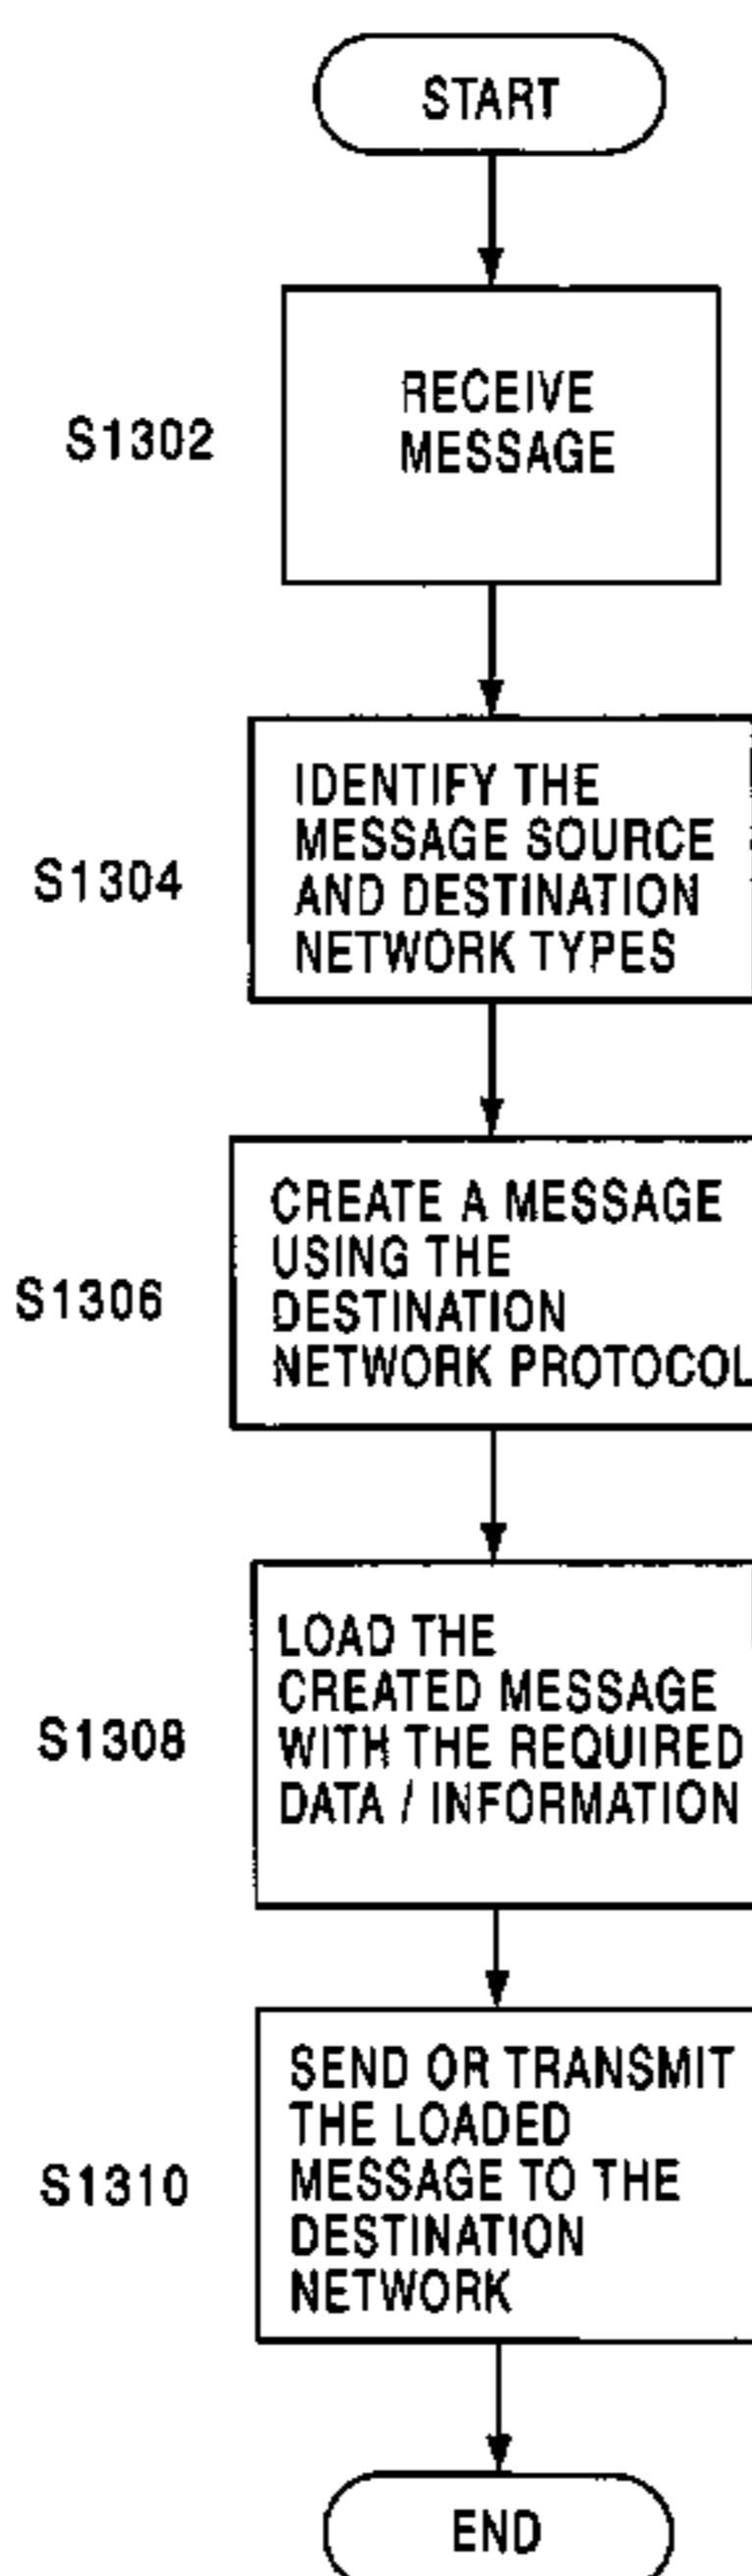 START
RECEIVE
MESSAGE
S1302
IDENTIFY THE
MESSAGE SOURCE
AND DESTINATION
NETWORK TYPES
S1304
CREATE A MESSAGE
USING THE
DESTINATION
NETWORK PROTOCOL
S1306
LOAD THE
CREATED MESSAGE
WITH THE REQUIRED
DATA / INFORMATION
S1308
SEND OR TRANSMIT
THE LOADED
MESSAGE TO THE
DESTINATION
NETWORK
S1310
END